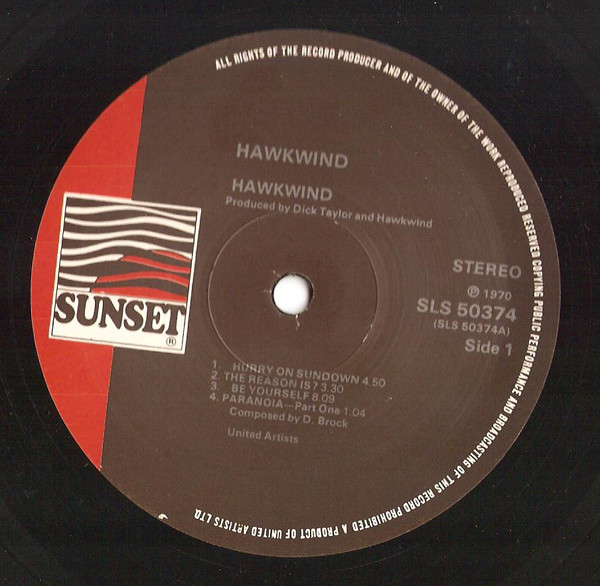 ALL RIGHTS OF THE RECORD PRODUCER AND OF THE OWNER OF THE WORK REPRODUCED RESERVED COPYING PUBLIC PERFORMANCE AND BROADCASTING OF THIS RECORD PROHIBITED A PRODUCT OF UNITED ARTISTS LTD.
HAWKWIND
HAWKWIND
Produced by Dick Taylor and Hawkwind
SUNSET
®
STEREO
℗ 1970
SLS 50374
(SLS 50374A)
Side 1
1. HURRY ON SUNDOWN 4.50
2. THE REASON IS? 3.30
3. BE YOURSELF 8.09
4. PARANOIA—Part One 1.04
Composed by D. Brock
United Artists